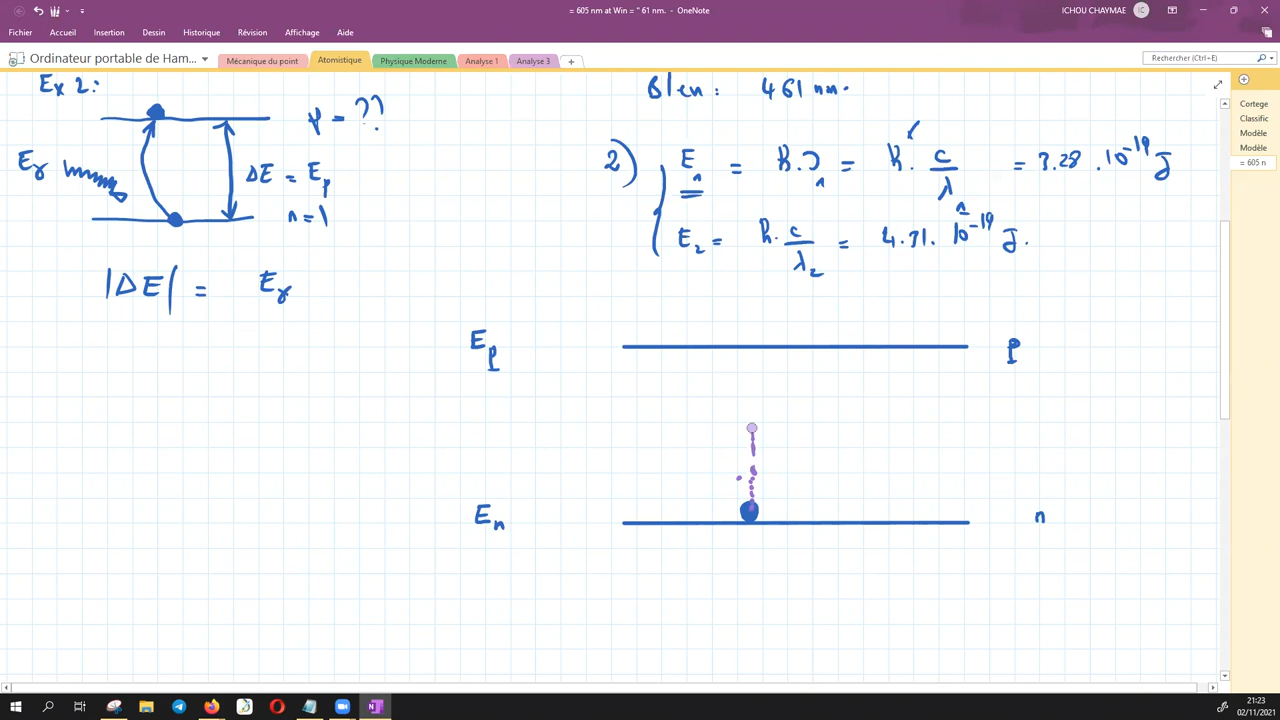 = 605 nm at Win = " 61 nm. - OneNote
ICHOU CHAYMAE
IC
Fichier Accueil Insertion Dessin Historique Révision Affichage Aide
Ordinateur portable de Ham...
Mécanique du point
Atomistique
Physique Moderne
Analyse 1
Analyse 3
+
Rechercher (Ctrl+E)
Cortege
Classific
Modèle
Modèle
= 605 n
Ex 2:
P = ??
Eγ
ΔE = Ep
n = 1
|ΔE| = Eγ
Bleu : 461 nm.
2)
En = h.ν = h. c/λ = 3.28 . 10^-19 J
E2 = h. c/λ2 = 4.31. 10^-19 J.
Ep
P
En
n
21:23
02/11/2021